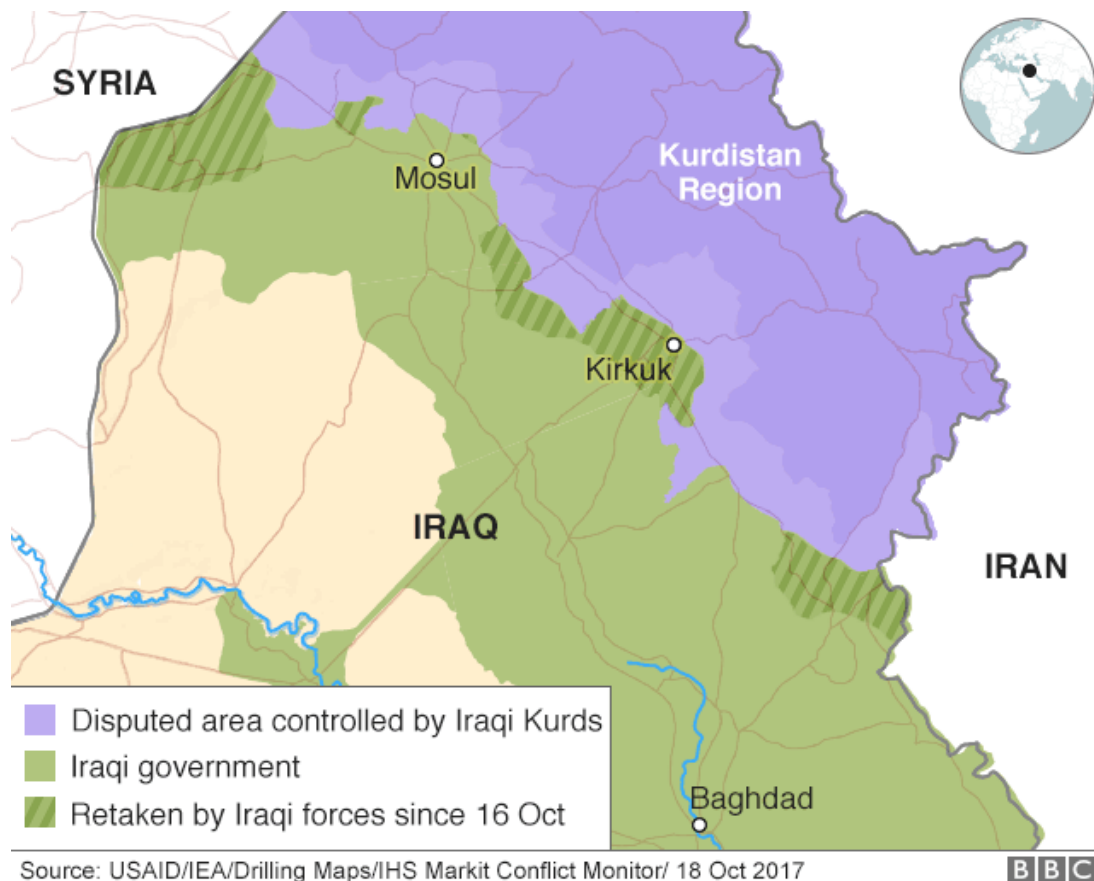 SYRIA
Kurdistan
Region
Mosul
Kirkuk
IRAQ
IRAN
Disputed area controlled by Iraqi Kurds
Iraqi government
Retaken by Iraqi forces since 16 Oct
Baghdad
Source: USAID/IEA/Drilling Maps/IHS Markit Conflict Monitor/ 18 Oct 2017
BBC